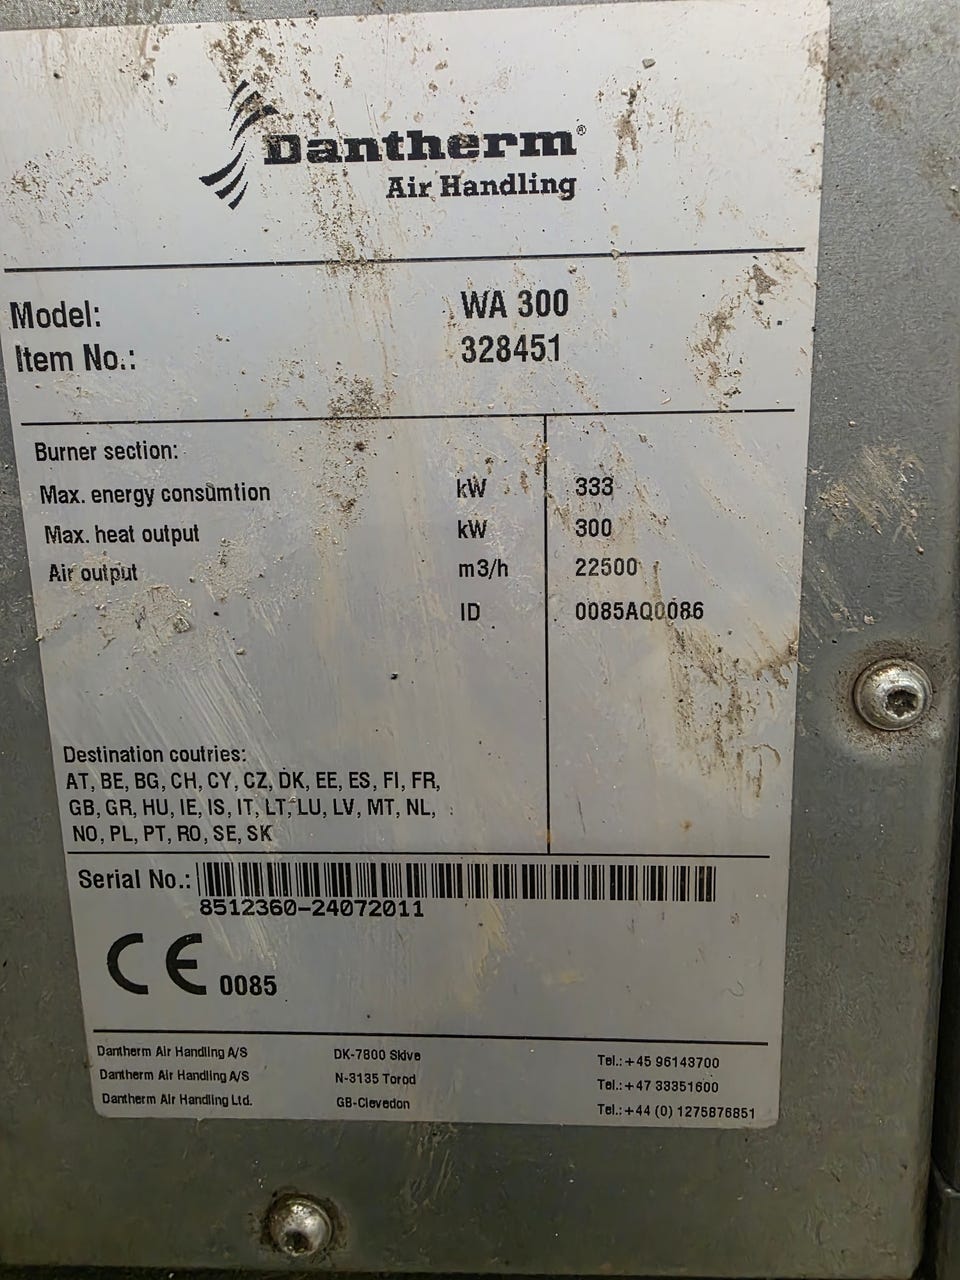 Dantherm®
Air Handling
Model: WA 300
Item No.: 328451
Burner section:
Max. energy consumtion kW 333
Max. heat output kW 300
Air output m3/h 22500
ID 0085AQ0086
Destination coutries:
AT, BE, BG, CH, CY, CZ, DK, EE, ES, FI, FR,
GB, GR, HU, IE, IS, IT, LT, LU, LV, MT, NL,
NO, PL, PT, RO, SE, SK
Serial No.:
8512360-24072011
CE 0085
Dantherm Air Handling A/S DK-7800 Skive Tel.:+45 96143700
Dantherm Air Handling A/S N-3135 Torod Tel.:+47 33351600
Dantherm Air Handling Ltd. GB-Clevedon Tel.:+44 (0) 1275876851